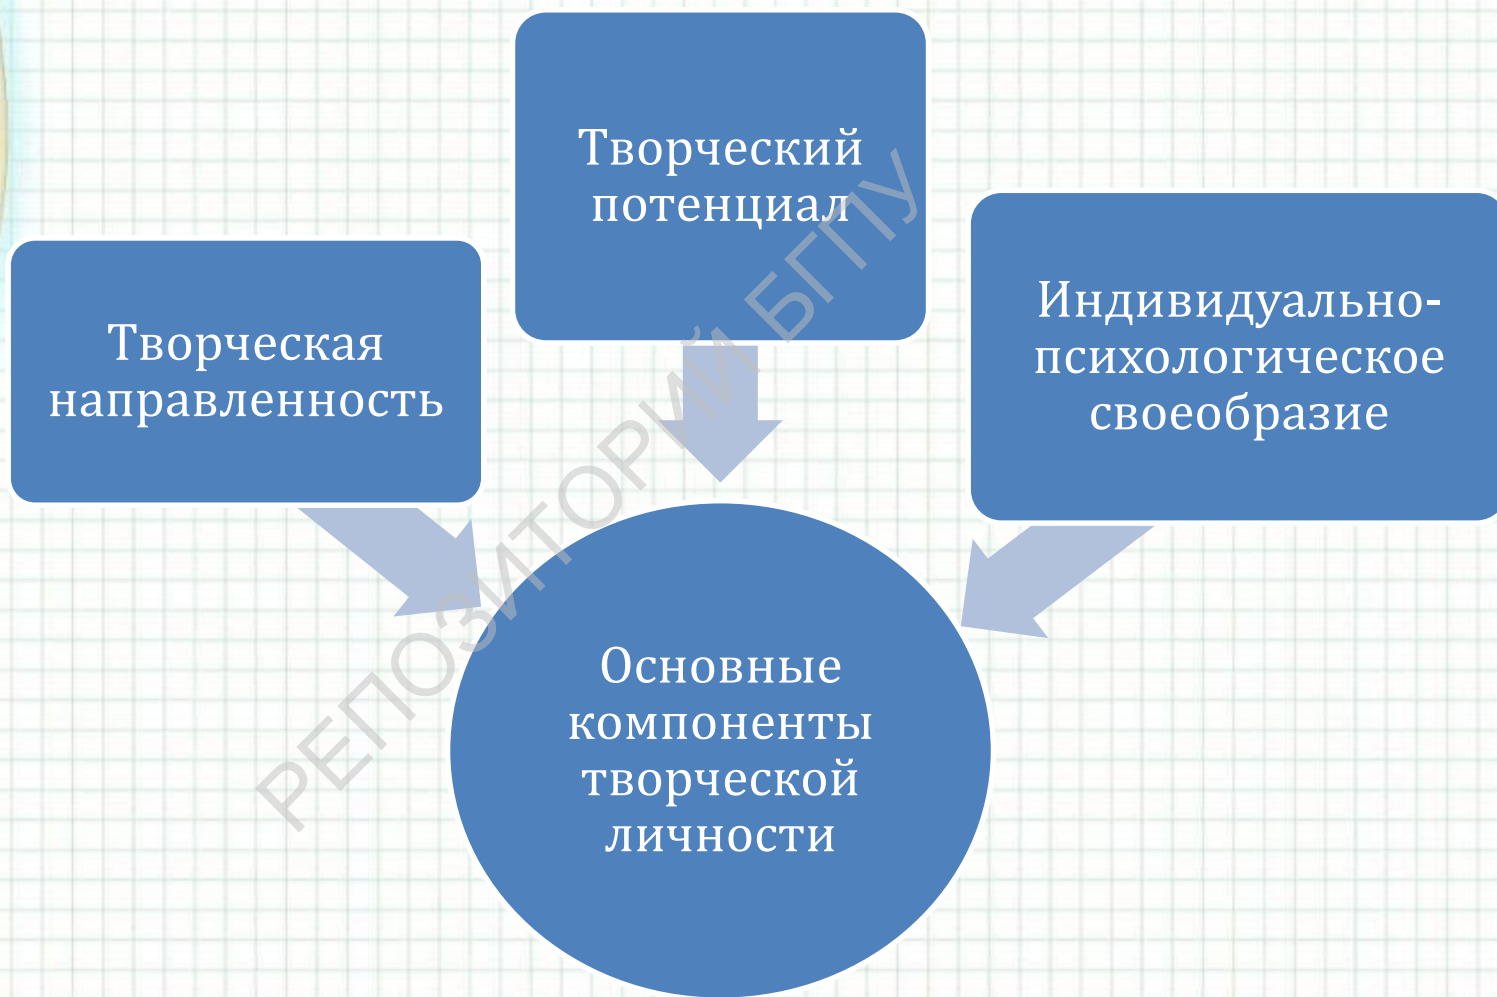 Творческий
потенциал
Творческая
направленность
Индивидуально-
психологическое
своеобразие
Основные
компоненты
творческой
личности
РЕПОЗИТОРИЙ БГПУ